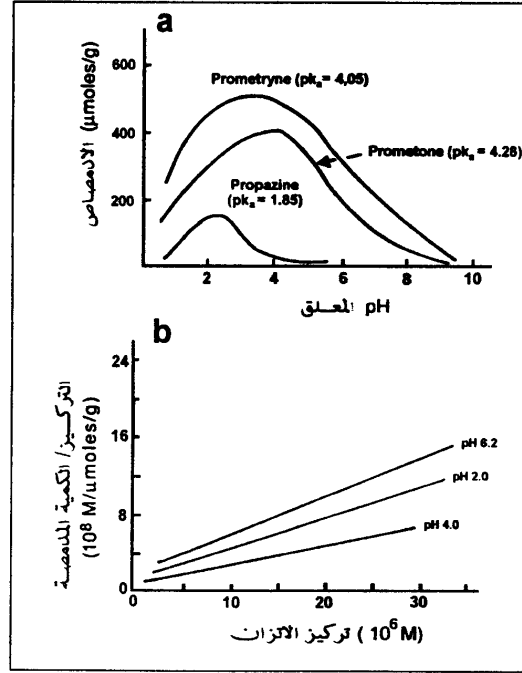 a
600
400
200
الادمصاص (µmoles/g)
Prometryne (pkₐ= 4,05)
Prometone (pkₐ= 4.28)
Propazine
(pkₐ= 1.85)
2
4
6
8
10
المعلق pH
b
24
16
8
0
التركيز/ الكمية المدمصة
(10⁸ M/µmoles/g)
pH 6.2
pH 2.0
pH 4.0
0
10
20
30
تركيز الاتزان (10⁶ M)